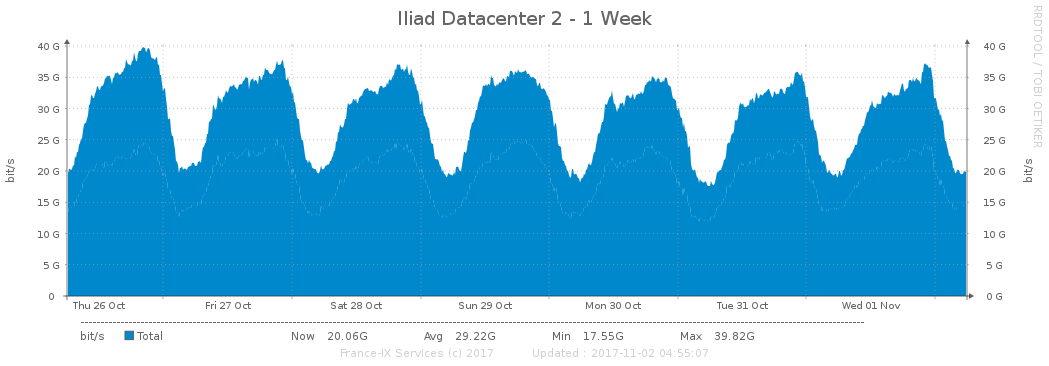 Iliad Datacenter 2 - 1 Week
RRDTOOL / TOBI OETIKER
40 G 40 G
35 G 35 G
30 G 30 G
25 G 25 G
20 G 20 G
15 G 15 G
10 G 10 G
5 G 5 G
0 0 G
bit/s bit/s
Thu 26 Oct Fri 27 Oct Sat 28 Oct Sun 29 Oct Mon 30 Oct Tue 31 Oct Wed 01 Nov
bit/s Total Now 20.06G Avg 29.22G Min 17.55G Max 39.82G
France-IX Services (c) 2017 Updated : 2017-11-02 04:55:07